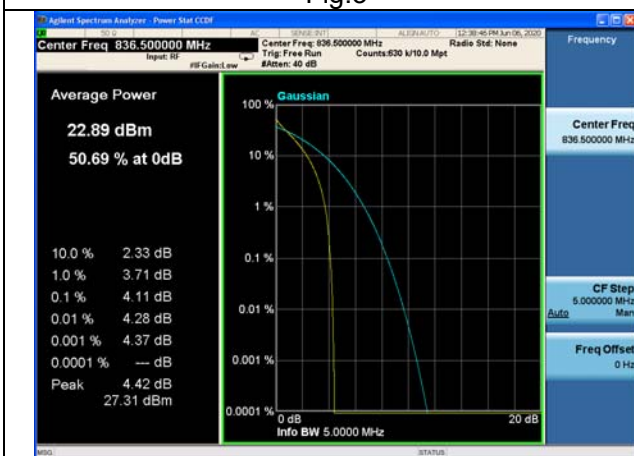 Agilent Spectrum Analyzer - Power Stat CCDF
50 Ω AC SENSE:INT ALIGN AUTO 12:38:46 PM Jun 06, 2020
Center Freq 836.500000 MHz
Center Freq: 836.500000 MHz Radio Std: None
Input: RF Trig: Free Run Counts:630 k/10.0 Mpt
#IFGain:Low #Atten: 40 dB
Frequency
Average Power
22.89 dBm
50.69 % at 0dB
10.0 % 2.33 dB
1.0 % 3.71 dB
0.1 % 4.11 dB
0.01 % 4.28 dB
0.001 % 4.37 dB
0.0001 % --- dB
Peak 4.42 dB
27.31 dBm
Gaussian
100 %
10 %
1 %
0.1 %
0.01 %
0.001 %
0.0001 %
0 dB 20 dB
Info BW 5.0000 MHz
Center Freq
836.500000 MHz
CF Step
5.000000 MHz
Auto Man
Freq Offset
0 Hz
MSG STATUS